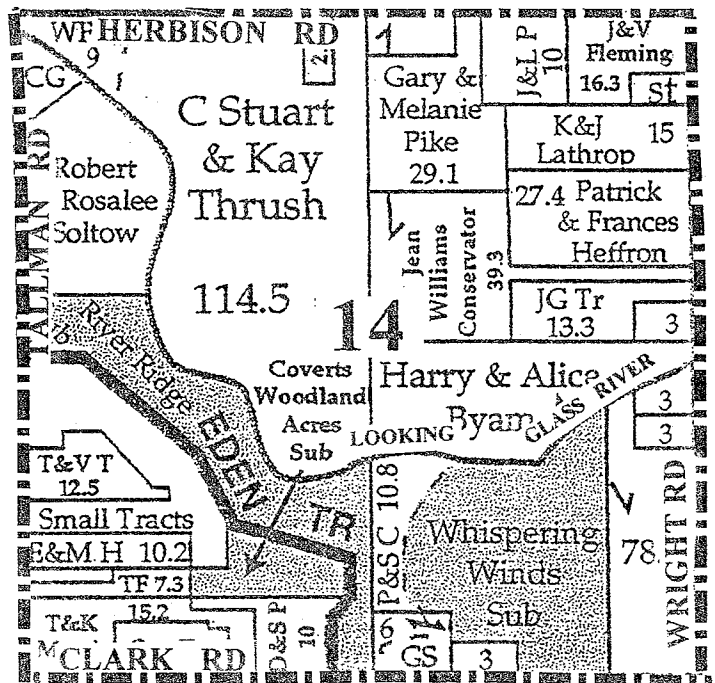 WF HERBISON RD
9
CG
C Stuart
& Kay
Thrush
114.5
Gary &
Melanie
Pike
29.1
J&L P
10
J&V
Fleming
16.3
St
K&J
Lathrop
15
27.4 Patrick
& Frances
Heffron
TALLMAN RD
Robert
Rosalee
Soltow
Jean
Williams
Conservator
39.3
14
JG Tr
13.3
3
River Ridge
EDEN
TR
Coverts
Woodland
Acres
Sub
Harry & Alice
Byam
LOOKING
GLASS RIVER
3
3
T&V T
12.5
Small Tracts
E&M H 10.2
TF 7.3
T&K
15.2
D&S P
10
P&S C 10.8
Whispering
Winds
Sub
78
WRIGHT RD
6
GS
3
CLARK RD